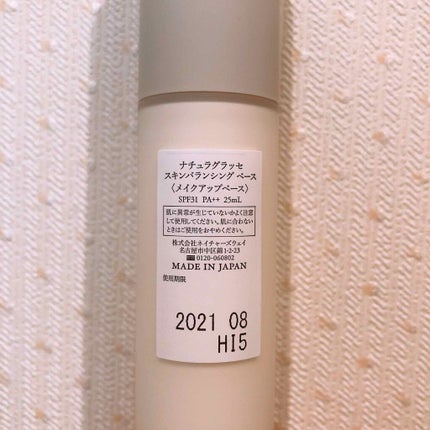 ナチュラグラッセ
スキンバランシング ベース
〈メイクアップベース〉
SPF31 PA++ 25mL
肌に異常が生じていないかよく注意
して使用してください。肌に合わない
ときはご使用をおやめください。
株式会社ネイチャーズウェイ
名古屋市中区錦1-2-23
0120-060802
MADE IN JAPAN
使用期限
2021 08
HI5